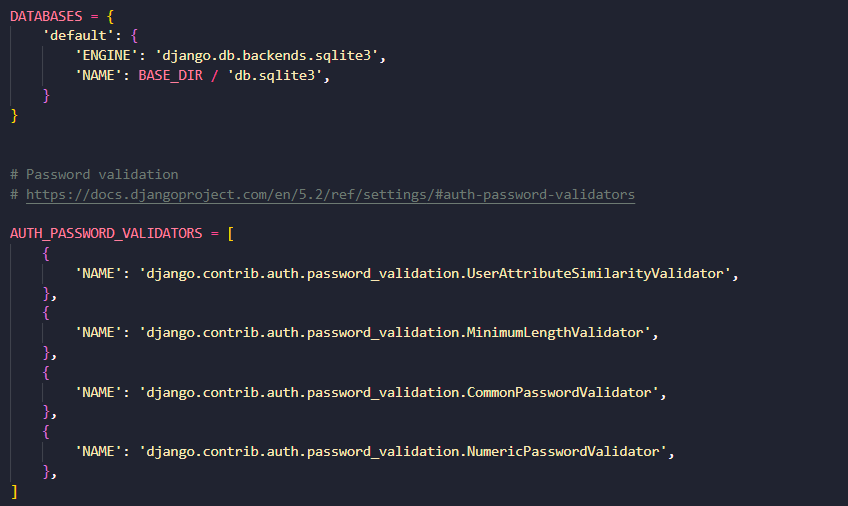 DATABASES = {
    'default': {
        'ENGINE': 'django.db.backends.sqlite3',
        'NAME': BASE_DIR / 'db.sqlite3',
    }
}
# Password validation
# https://docs.djangoproject.com/en/5.2/ref/settings/#auth-password-validators
AUTH_PASSWORD_VALIDATORS = [
    {
        'NAME': 'django.contrib.auth.password_validation.UserAttributeSimilarityValidator',
    },
    {
        'NAME': 'django.contrib.auth.password_validation.MinimumLengthValidator',
    },
    {
        'NAME': 'django.contrib.auth.password_validation.CommonPasswordValidator',
    },
    {
        'NAME': 'django.contrib.auth.password_validation.NumericPasswordValidator',
    },
]